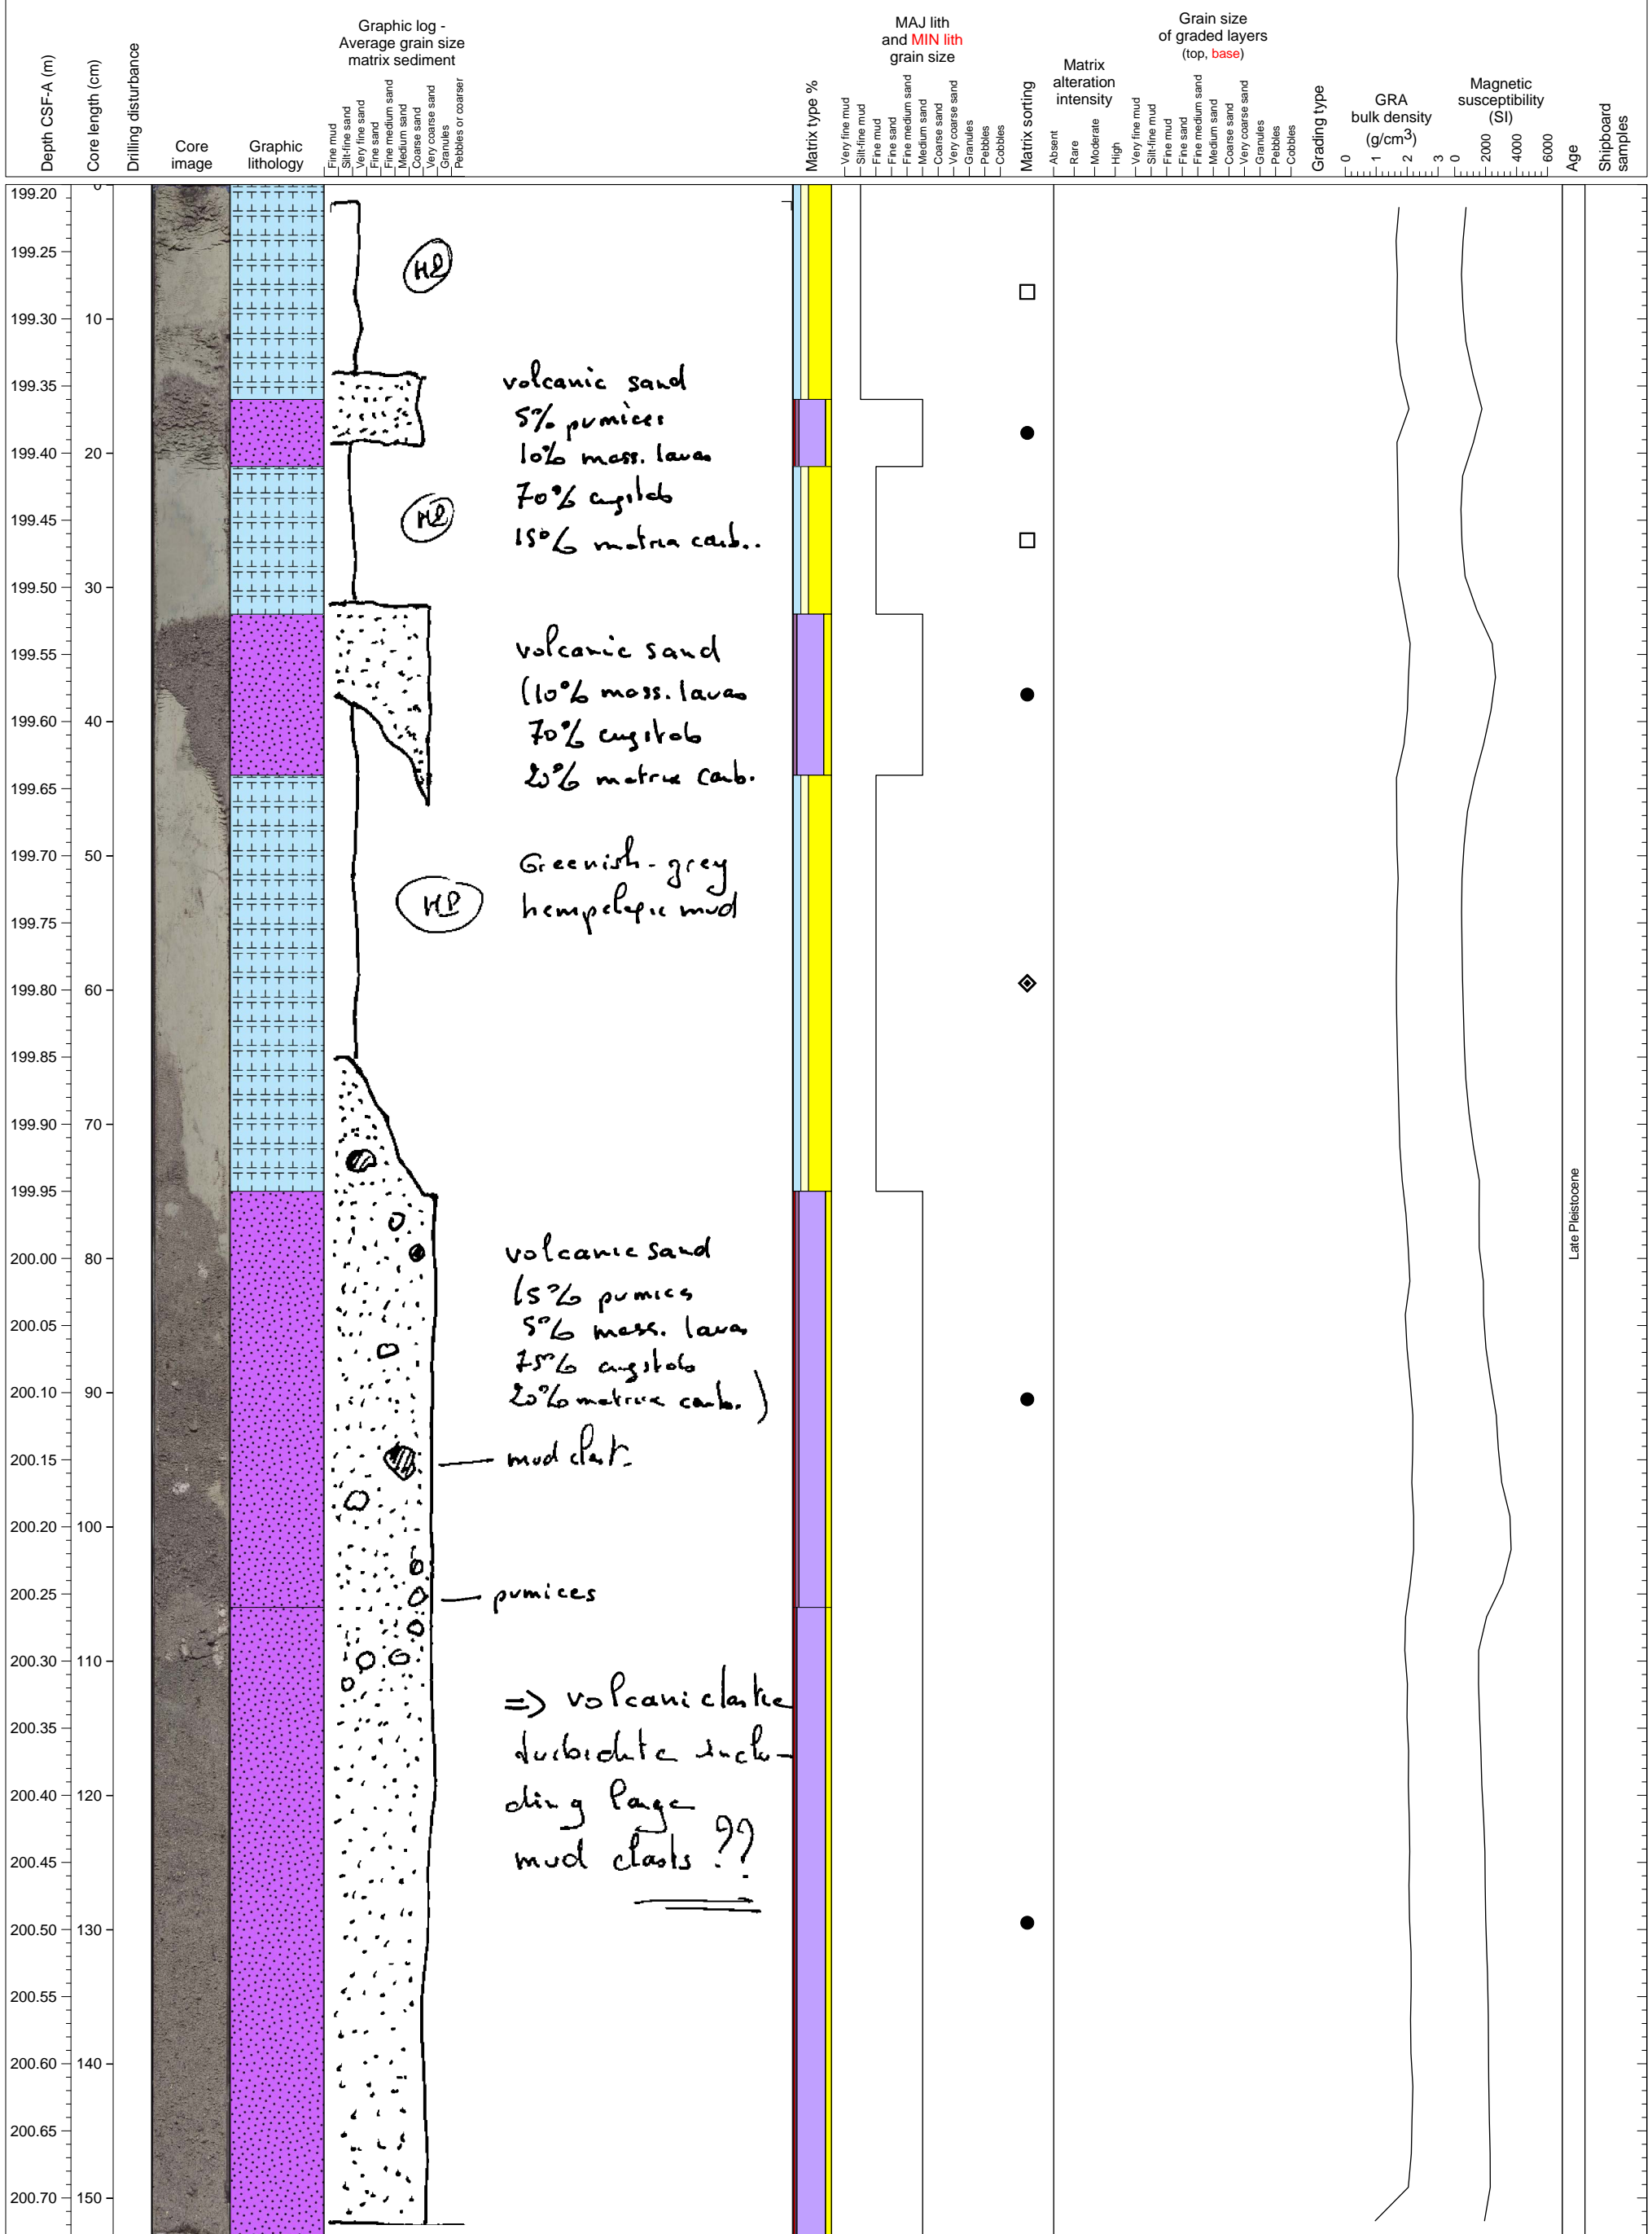 Depth CSF-A (m)
Core length (cm)
Drilling disturbance
Core
image
Graphic
lithology
Graphic log -
Average grain size
matrix sediment
Fine mud
Silt-fine sand
Very fine sand
Fine sand
Fine medium sand
Medium sand
Coarse sand
Very coarse sand
Granules
Pebbles or coarser
Matrix type %
MAJ lith
and MIN lith
grain size
Very fine mud
Silt-fine mud
Fine mud
Fine sand
Fine medium sand
Medium sand
Coarse sand
Very coarse sand
Granules
Pebbles
Cobbles
Matrix sorting
Matrix
alteration
intensity
Absent
Rare
Moderate
High
Grain size
of graded layers
(top, base)
Very fine mud
Silt-fine mud
Fine mud
Fine sand
Fine medium sand
Medium sand
Coarse sand
Very coarse sand
Granules
Pebbles
Cobbles
Grading type
GRA
bulk density
(g/cm3)
0 1 2 3
Magnetic
susceptibility
(SI)
0 2000 4000 6000
Age
Shipboard
samples
199.20 0
199.25
199.30 10
199.35
199.40 20
199.45
199.50 30
199.55
199.60 40
199.65
199.70 50
199.75
199.80 60
199.85
199.90 70
199.95
200.00 80
200.05
200.10 90
200.15
200.20 100
200.25
200.30 110
200.35
200.40 120
200.45
200.50 130
200.55
200.60 140
200.65
200.70 150
HP
volcanic sand
5% pumices
10% mass. lavas
70%
15% matrix carb..
HP
volcanic sand
(10% mass. lavas
70%
20% matrix carb.
HP
Greenish-grey
mud
volcanic sand
pumices
5% mass. lavas
75%
20% matrix carb.)
mud clast
pumices
=> volcaniclastic
turbidite inclu-
ding large
mud clasts ??
Late Pleistocene